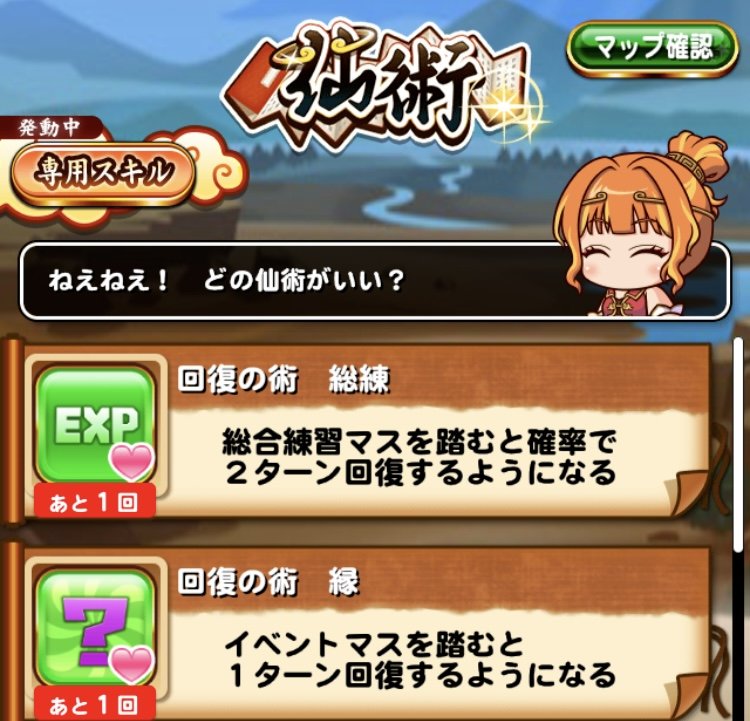 仙術
マップ確認
発動中
専用スキル
ねえねえ！　どの仙術がいい？
回復の術　総練
EXP
総合練習マスを踏むと確率で
２ターン回復するようになる
あと１回
回復の術　縁
?
イベントマスを踏むと
１ターン回復するようになる
あと１回